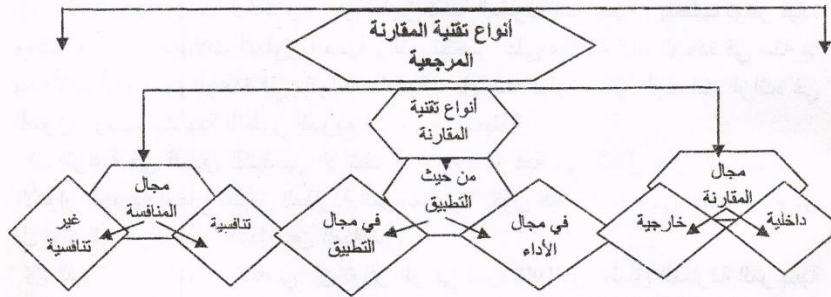 أنواع تقنية المقارنة
المرجعية
أنواع تقنية
المقارنة
مجال
المقارنة
من حيث
التطبيق
مجال
المنافسة
داخلية
خارجية
في مجال
الأداء
في مجال
التطبيق
تنافسية
غير
تنافسية